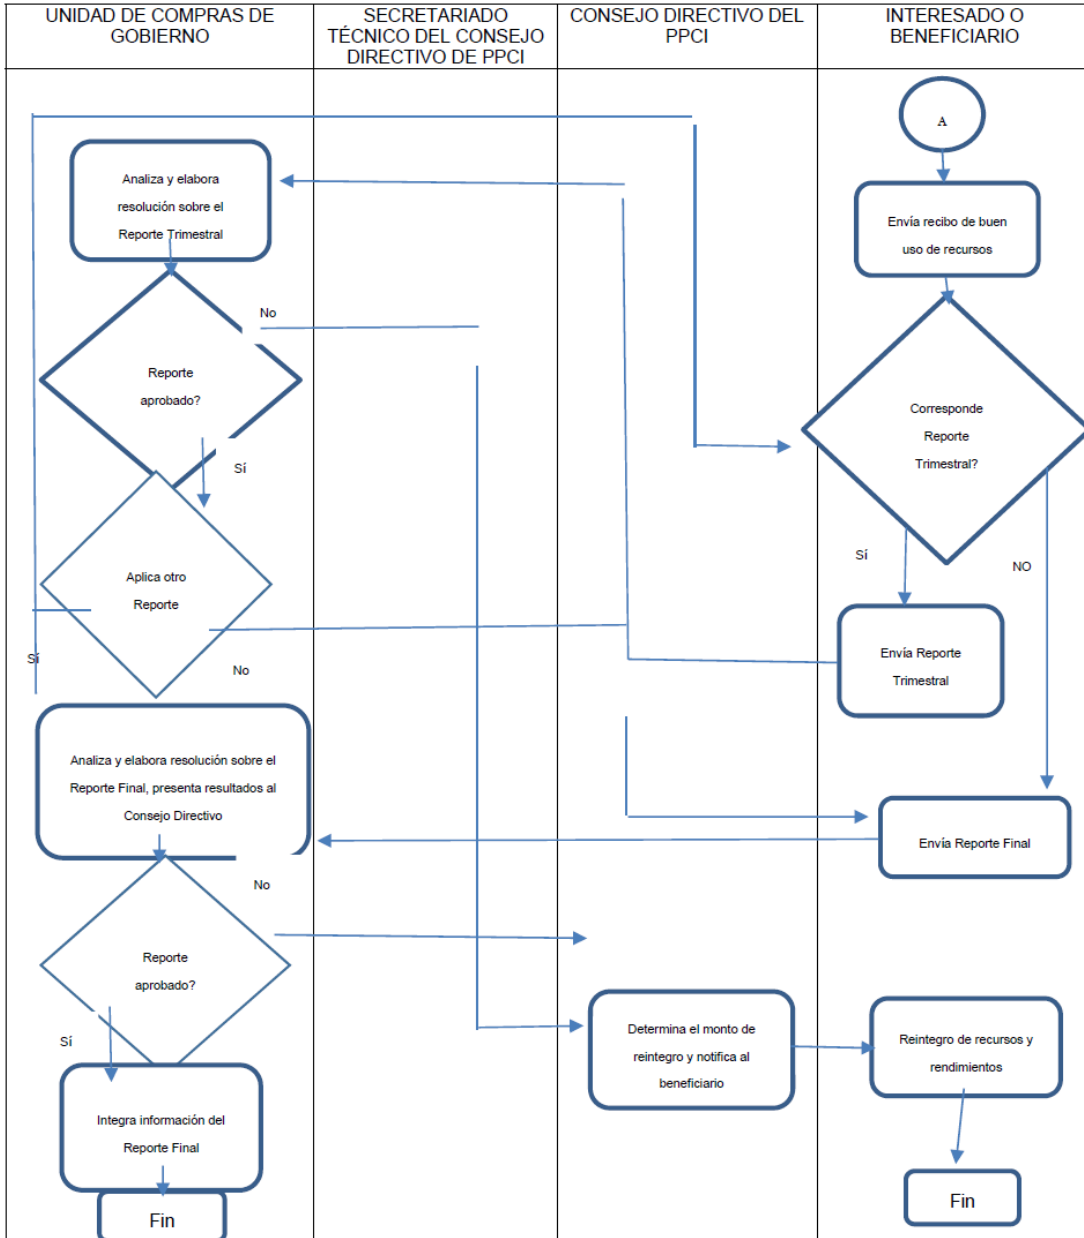 UNIDAD DE COMPRAS DE
GOBIERNO
SECRETARIADO
TÉCNICO DEL CONSEJO
DIRECTIVO DE PPCI
CONSEJO DIRECTIVO DEL
PPCI
INTERESADO O
BENEFICIARIO
A
Analiza y elabora
resolución sobre el
Reporte Trimestral
Envía recibo de buen
uso de recursos
No
Reporte
aprobado?
Corresponde
Reporte
Trimestral?
Sí
Sí
NO
Aplica otro
Reporte
Sí
No
Envía Reporte
Trimestral
Analiza y elabora resolución sobre el
Reporte Final, presenta resultados al
Consejo Directivo
Envía Reporte Final
No
Reporte
aprobado?
Sí
Determina el monto de
reintegro y notifica al
beneficiario
Reintegro de recursos y
rendimientos
Integra información del
Reporte Final
Fin
Fin